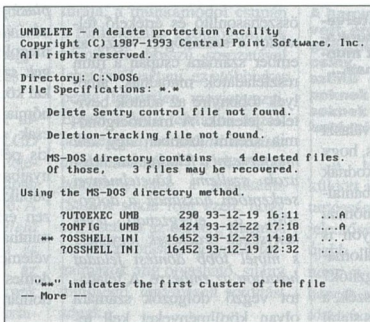 UNDELETE - A delete protection facility
Copyright (C) 1987-1993 Central Point Software, Inc.
All rights reserved.
Directory: C:\DOS6
File Specifications: *.*
Delete Sentry control file not found.
Deletion-tracking file not found.
MS-DOS directory contains 4 deleted files.
Of those, 3 files may be recovered.
Using the MS-DOS directory method.
?UTOEXEC UMB 290 93-12-19 16:11 ...A
?ONFIG UMB 424 93-12-22 17:10 ...A
** ?OSSHELL INI 16452 93-12-23 14:01 ....
?OSSHELL INI 16452 93-12-19 12:32 ....
"**" indicates the first cluster of the file
-- More --